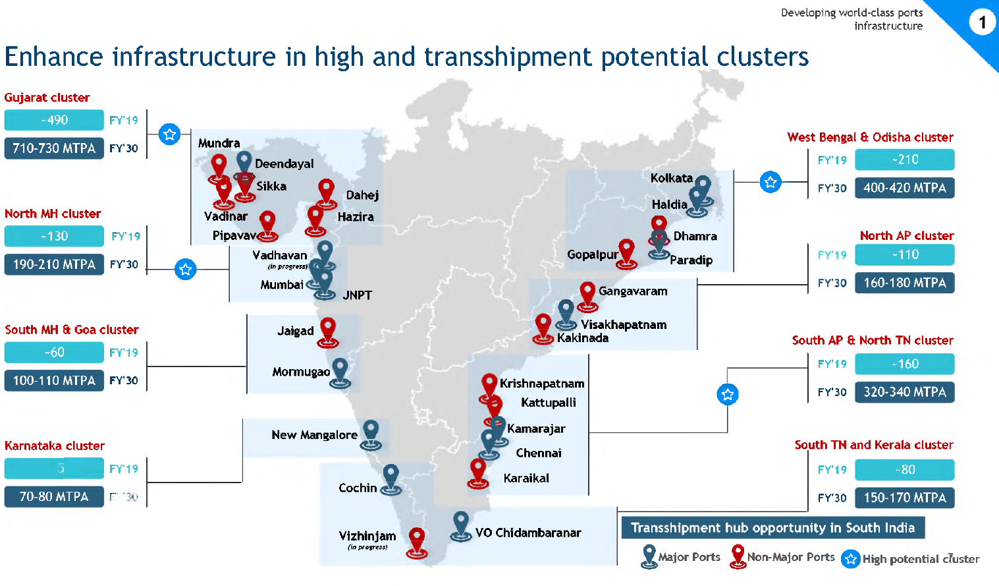 Developing world-class ports
infrastructure
1
Enhance infrastructure in high and transshipment potential clusters
Gujarat cluster
~490 FY'19
710-730 MTPA FY'30
North MH cluster
~130 FY'19
190-210 MTPA FY'30
South MH & Goa cluster
~60 FY'19
100-110 MTPA FY'30
Karnataka cluster
5 FY'19
70-80 MTPA
Mundra
Deendayal
Sikka
Dahej
Vadinar
Hazira
Pipavav
Vadhavan
(in progress)
Mumbai
JNPT
Jaigad
Mormugao
New Mangalore
Cochin
Vizhinjam
(in progress)
VO Chidambaranar
Kolkata
Haldia
Dhamra
Gopalpur
Paradip
Gangavaram
Visakhapatnam
Kakinada
Krishnapatnam
Kattupalli
Kamarajar
Chennai
Karaikal
West Bengal & Odisha cluster
FY'19 ~210
FY'30 400-420 MTPA
North AP cluster
FY'19 ~110
FY'30 160-180 MTPA
South AP & North TN cluster
FY'19 ~160
FY'30 320-340 MTPA
South TN and Kerala cluster
FY'19 ~80
FY'30 150-170 MTPA
Transshipment hub opportunity in South India
Major Ports Non-Major Ports High potential cluster
7